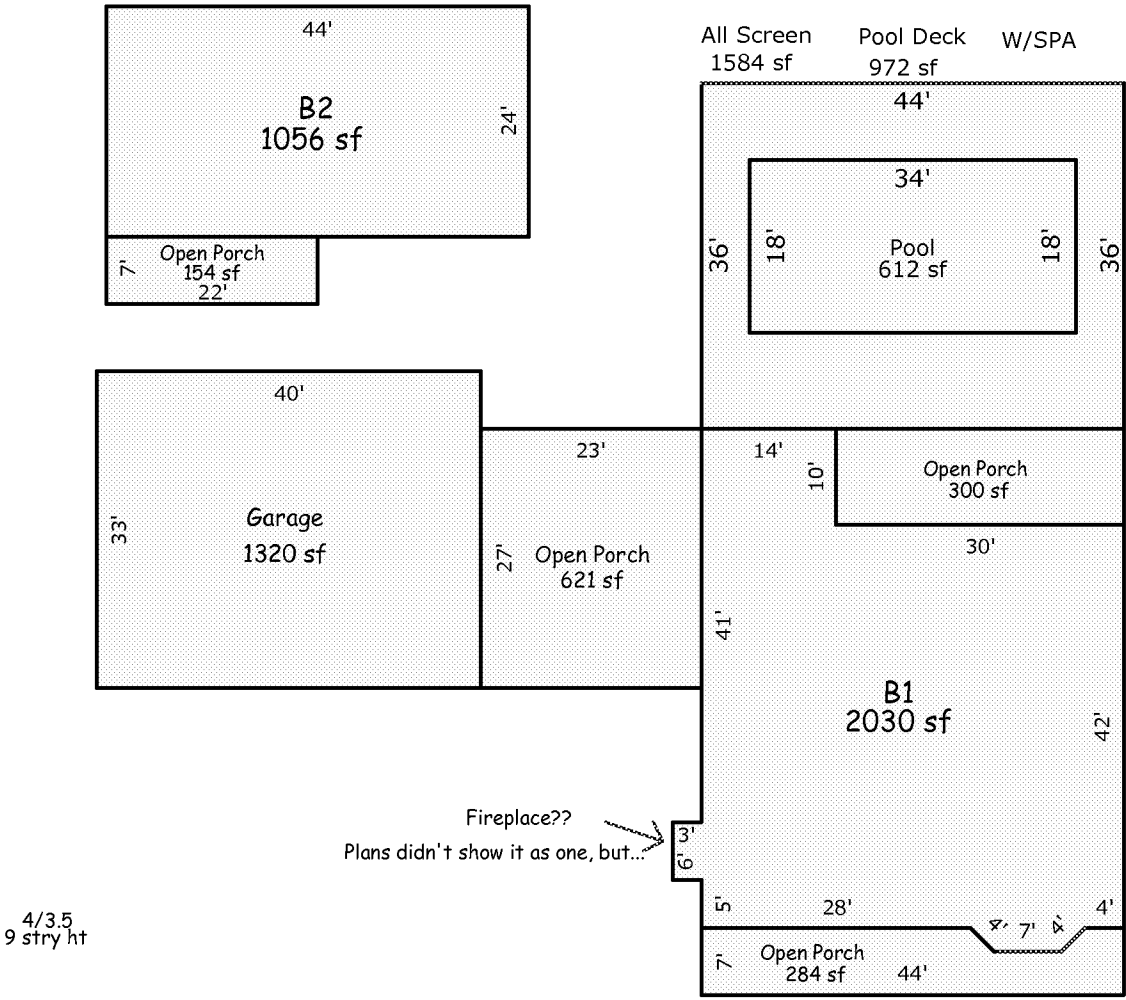 44'
B2
1056 sf
24'
Open Porch
154 sf
7'
22'
All Screen
1584 sf
Pool Deck
972 sf
W/SPA
44'
34'
36'
18'
Pool
612 sf
18'
36'
40'
33'
Garage
1320 sf
23'
27'
Open Porch
621 sf
14'
10'
Open Porch
300 sf
30'
41'
B1
2030 sf
42'
Fireplace??
Plans didn't show it as one, but...
3'
6'
5'
28'
4'
7'
4'
4'
7'
Open Porch
284 sf
44'
4/3.5
9 stry ht